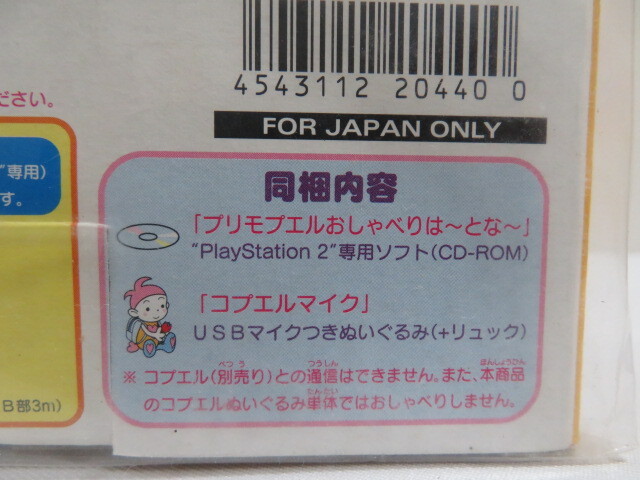 4543112 20440 0
FOR JAPAN ONLY
ださい。
"専用)
す。
同梱内容
「プリモプエルおしゃべりは〜とな〜」
"PlayStation 2"専用ソフト(CD-ROM)
「コプエルマイク」
USBマイクつきぬいぐるみ(+リュック)
※ コプエル(別売り)との通信はできません。また、本商品
のコプエルぬいぐるみ単体ではおしゃべりしません。
B部3m)